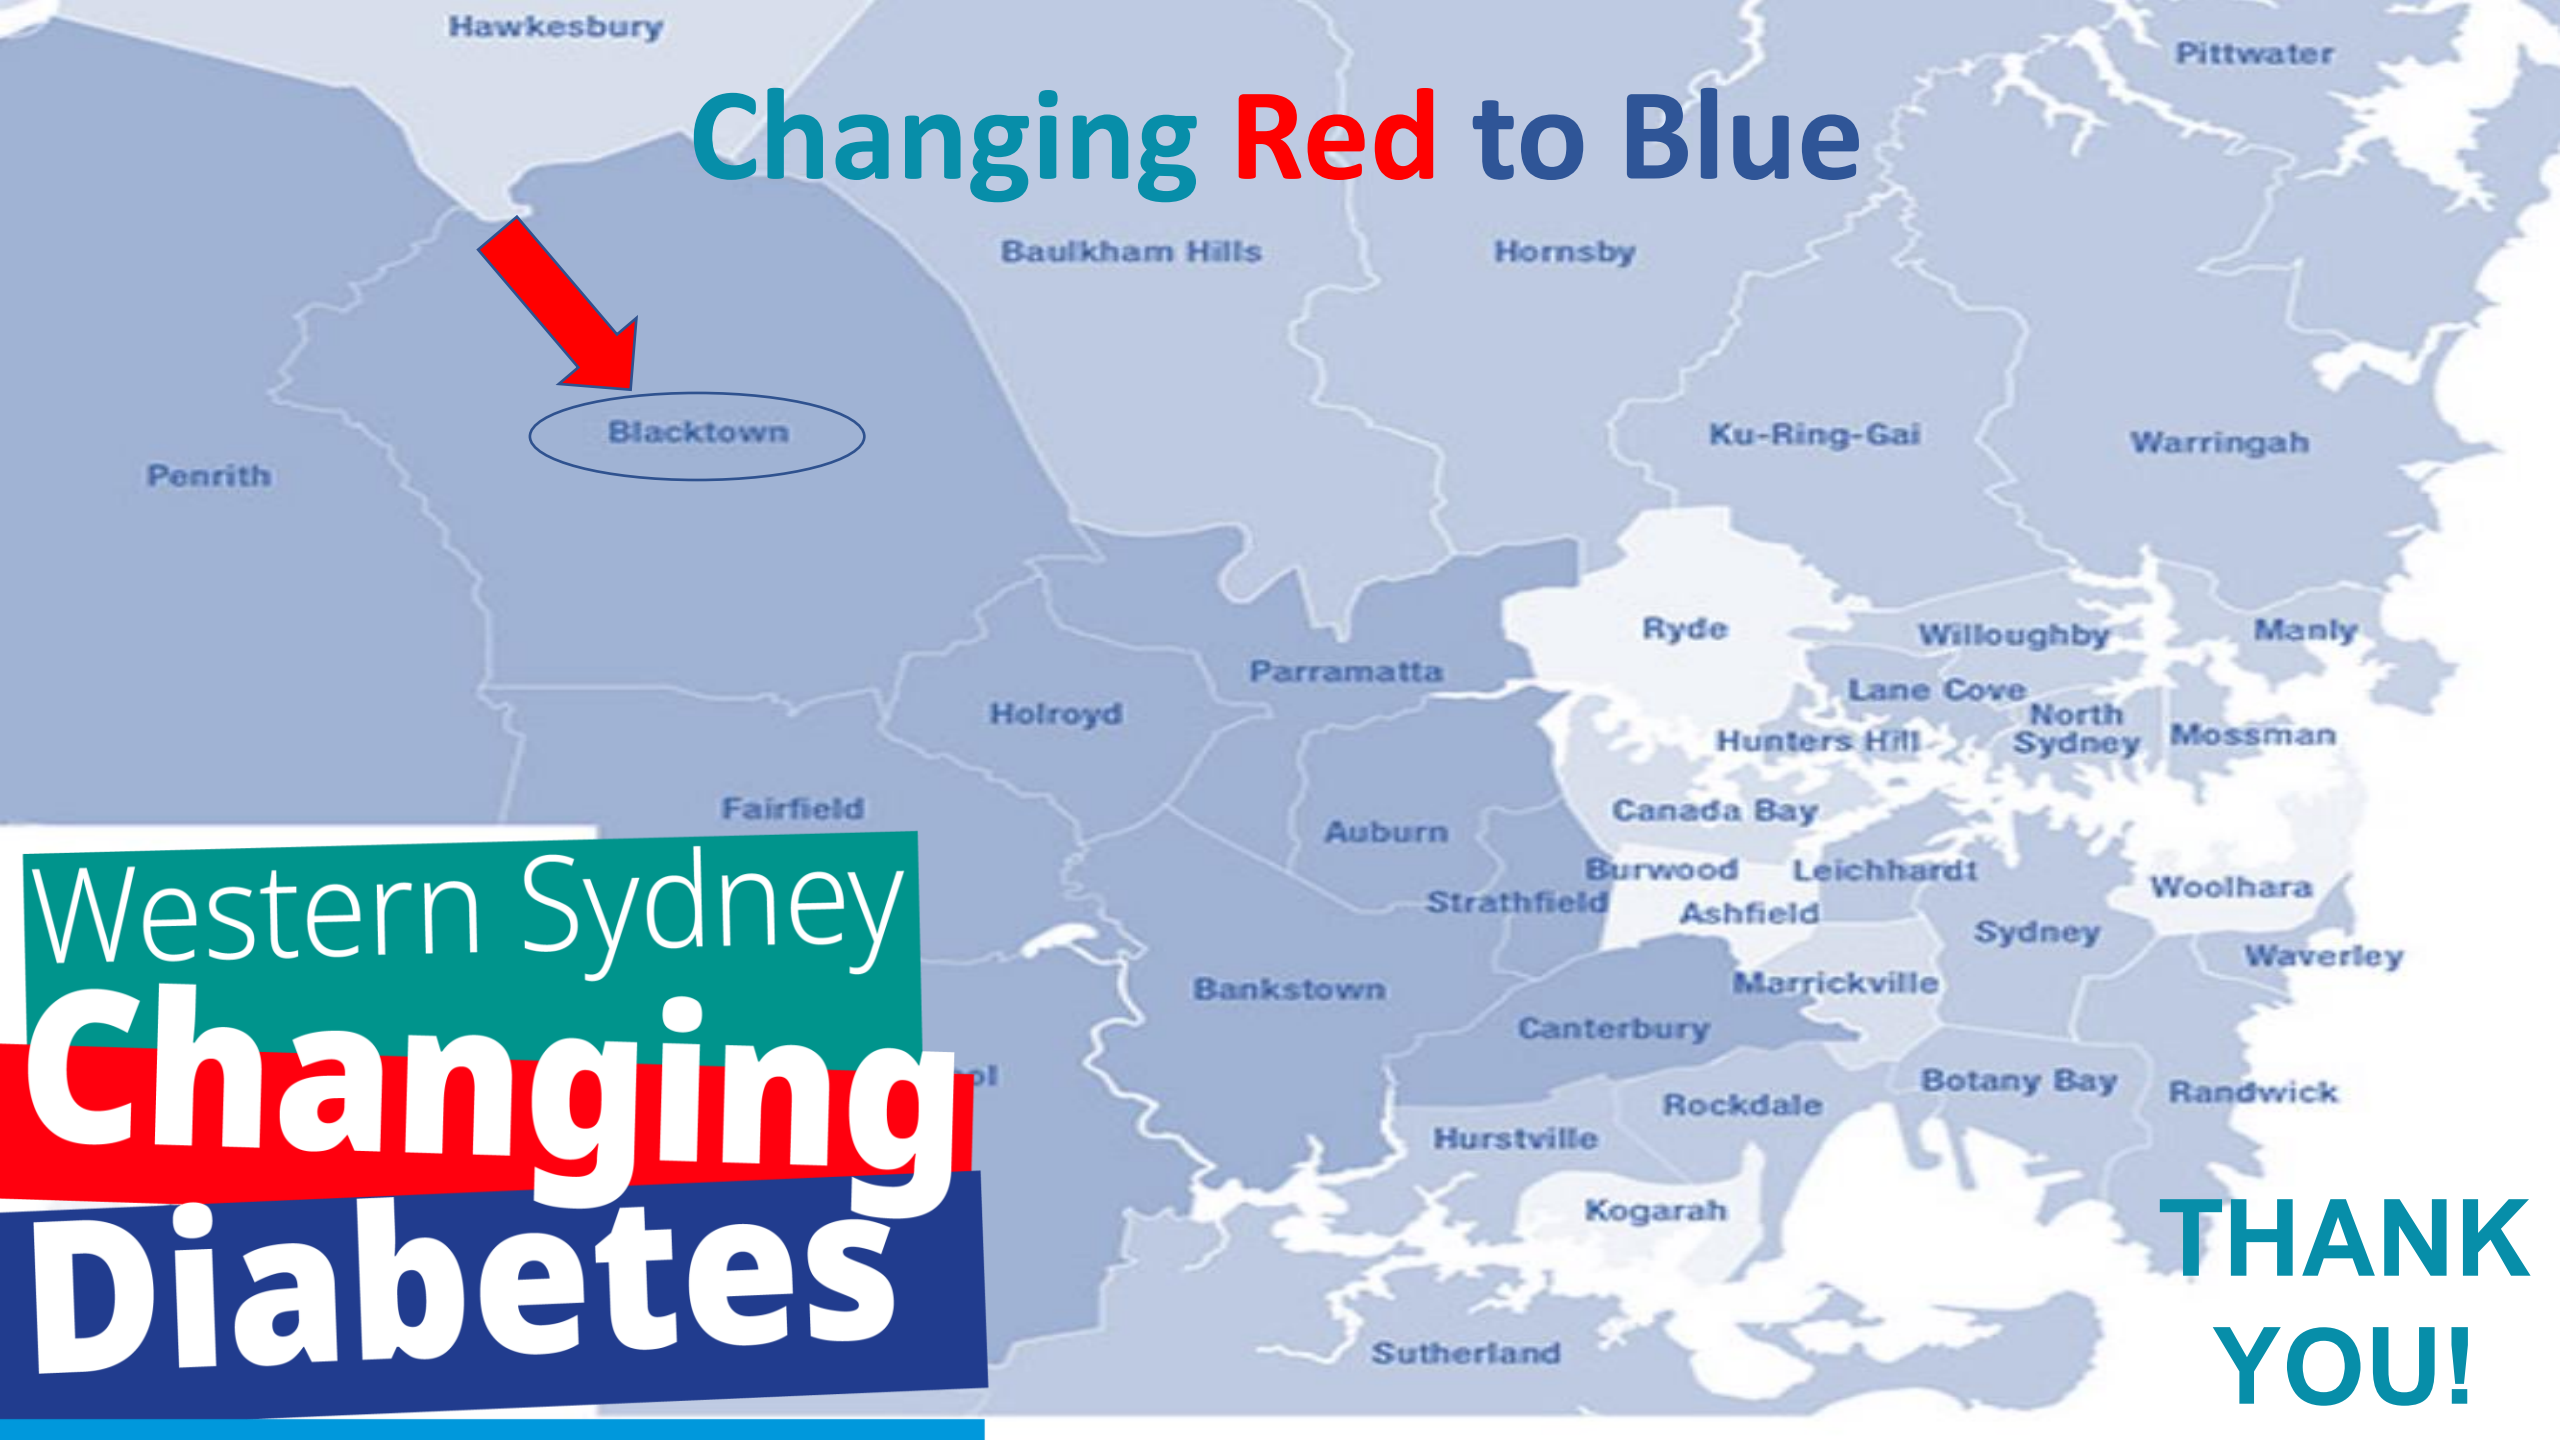 Hawkesbury
Pittwater
Changing Red to Blue
Baulkham Hills
Hornsby
Blacktown
Ku-Ring-Gai
Warringah
Penrith
Ryde
Willoughby
Manly
Parramatta
Lane Cove
Holroyd
North
Sydney
Hunters Hill
Mossman
Fairfield
Canada Bay
Auburn
Burwood
Leichhardt
Strathfield
Ashfield
Woolhara
Sydney
Waverley
Bankstown
Marrickville
Canterbury
ol
Botany Bay
Randwick
Rockdale
Hurstville
Kogarah
Sutherland
Western Sydney
Changing
Diabetes
THANK
YOU!